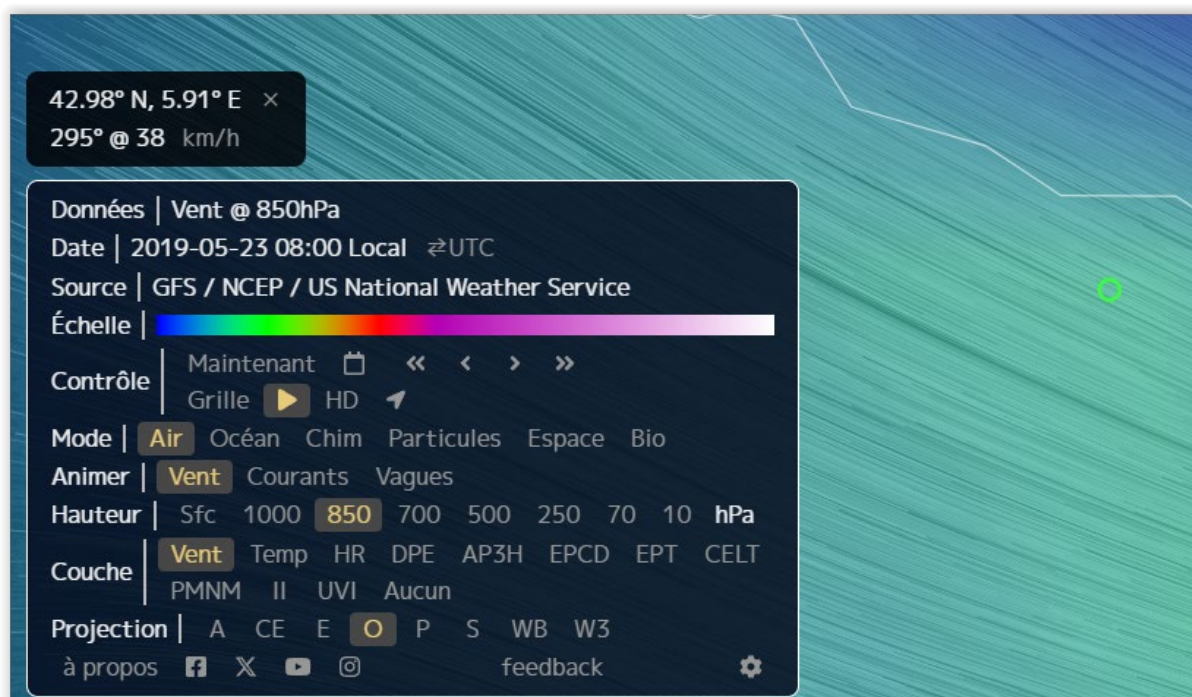 42.98° N, 5.91° E ×
295° @ 38 km/h
Données | Vent @ 850hPa
Date | 2019-05-23 08:00 Local ⇄UTC
Source | GFS / NCEP / US National Weather Service
Échelle |
Contrôle | Maintenant « ‹ › »
Grille HD
Mode | Air Océan Chim Particules Espace Bio
Animer | Vent Courants Vagues
Hauteur | Sfc 1000 850 700 500 250 70 10 hPa
Couche | Vent Temp HR DPE AP3H EPCD EPT CELT
PMNM II UVI Aucun
Projection | A CE E O P S WB W3
à propos feedback